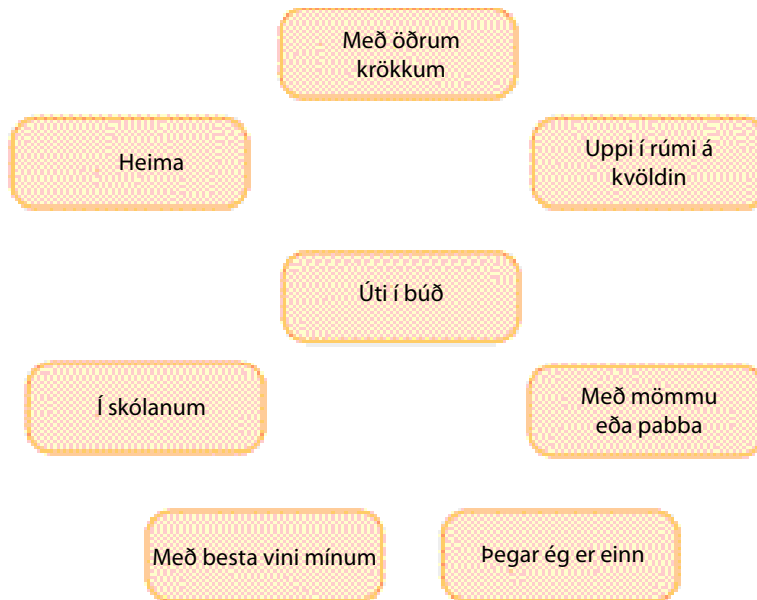 Með öðrum
krökkum
Heima
Uppi í rúmi á
kvöldin
Úti í búð
Í skólanum
Með mömmu
eða pabba
Með besta vini mínum
Þegar ég er einn